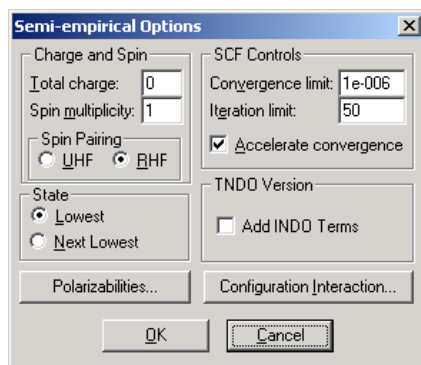 Semi-empirical Options
Charge and Spin
Total charge: 0
Spin multiplicity: 1
Spin Pairing
UHF RHF
State
Lowest
Next Lowest
SCF Controls
Convergence limit: 1e-006
Iteration limit: 50
Accelerate convergence
TNDO Version
Add INDO Terms
Polarizabilities... Configuration Interaction...
OK Cancel